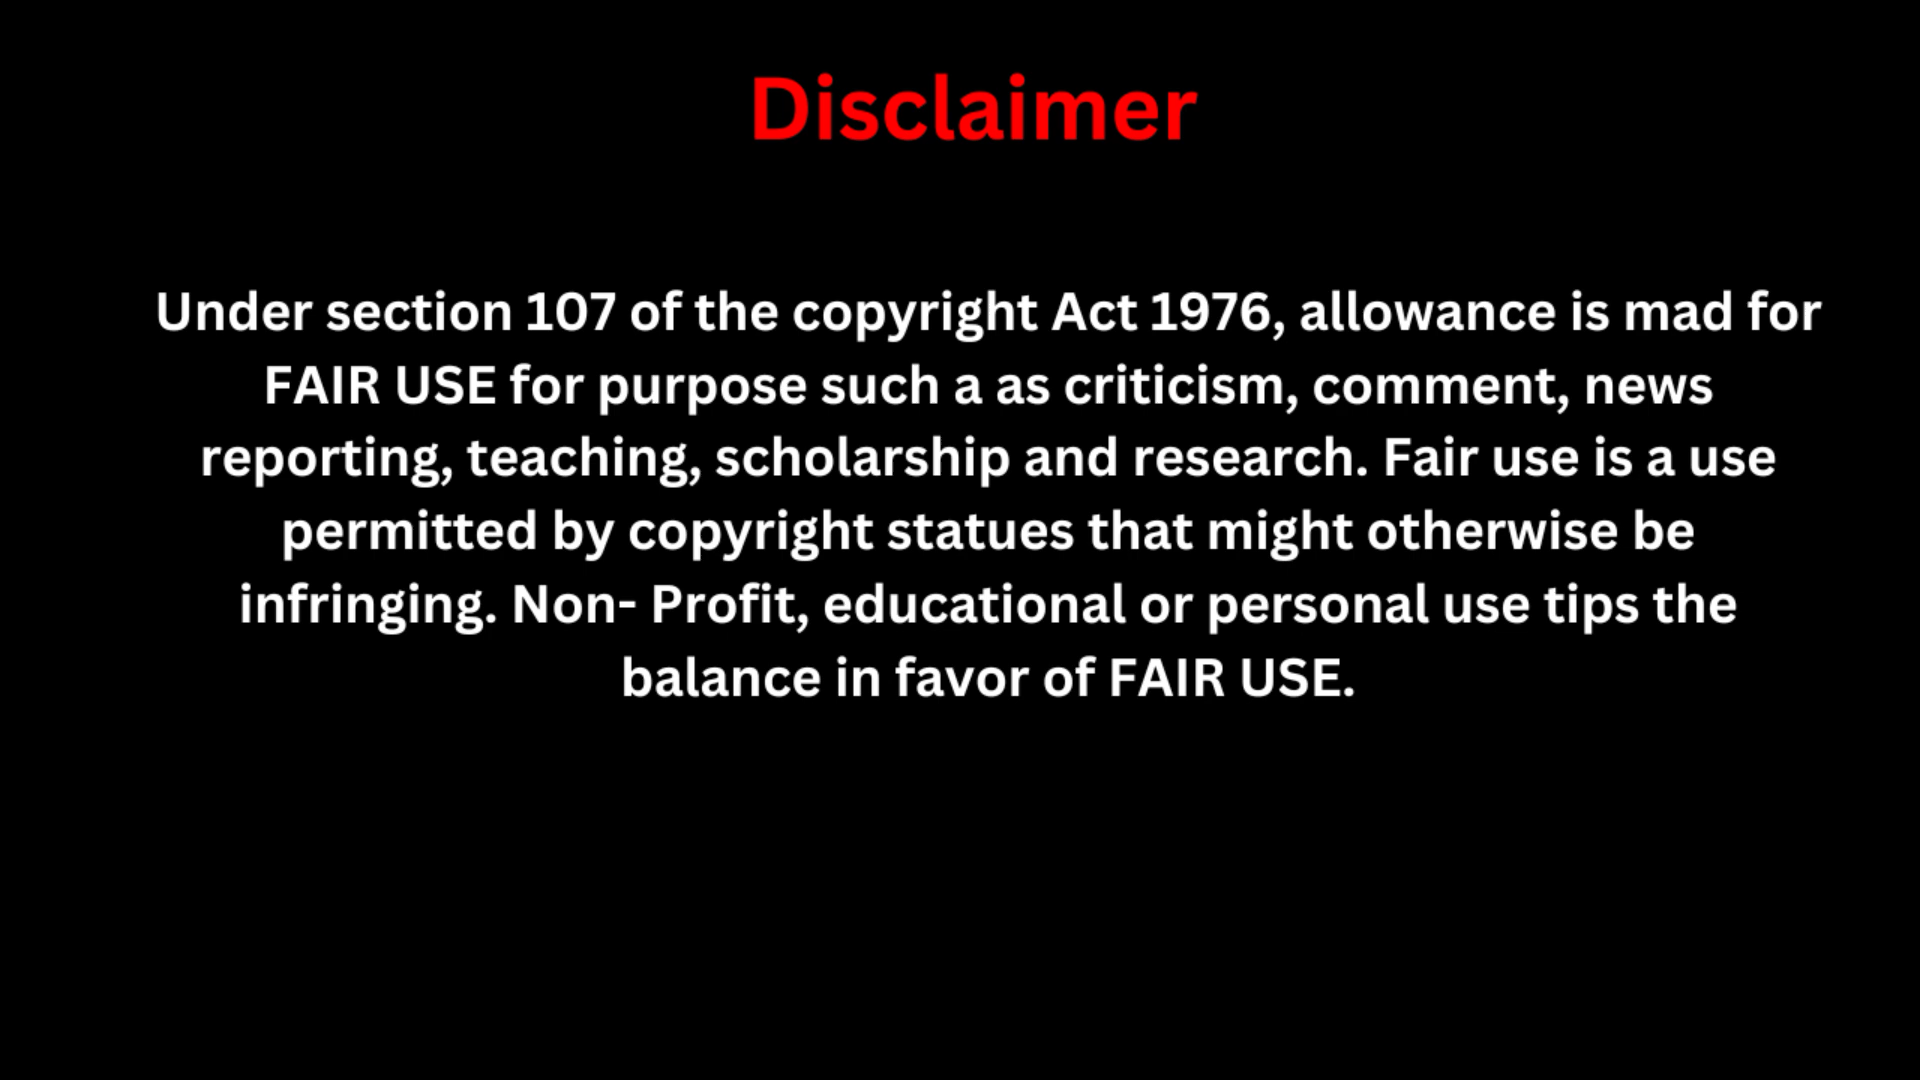 Disclaimer
Under section 107 of the copyright Act 1976, allowance is mad for
FAIR USE for purpose such a as criticism, comment, news
reporting, teaching, scholarship and research. Fair use is a use
permitted by copyright statues that might otherwise be
infringing. Non- Profit, educational or personal use tips the
balance in favor of FAIR USE.